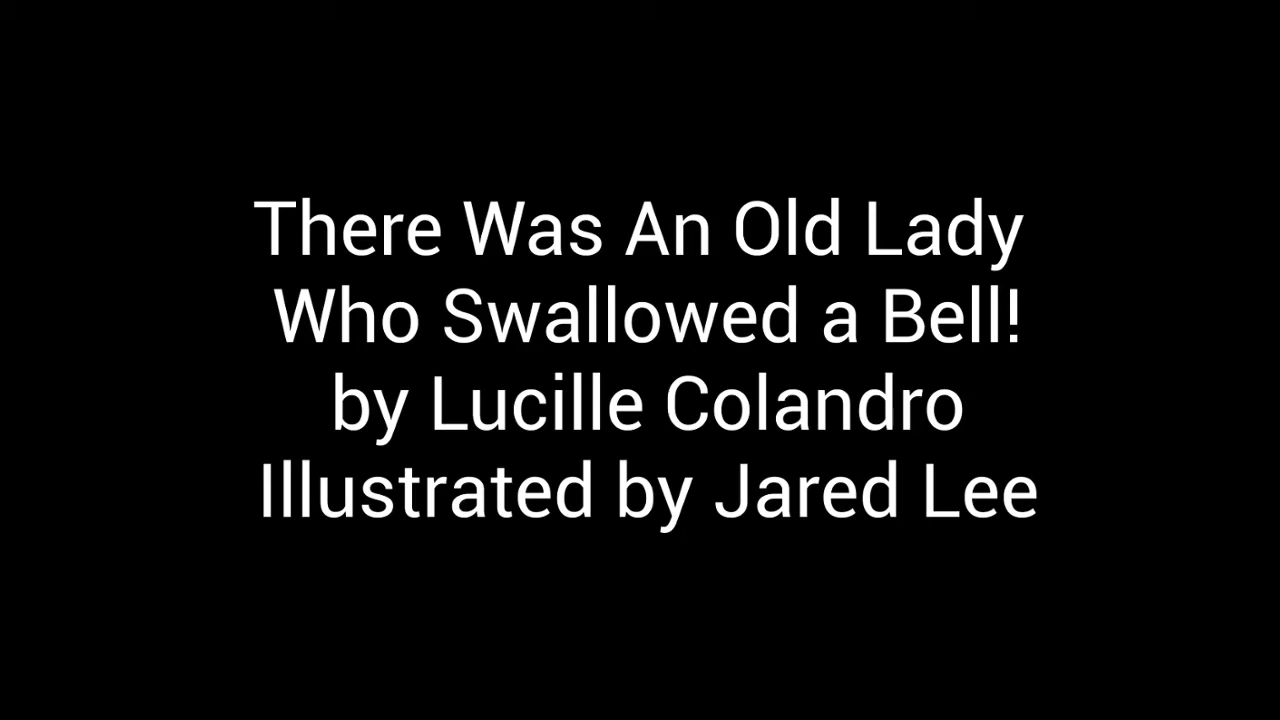 There Was An Old Lady
Who Swallowed a Bell!
by Lucille Colandro
Illustrated by Jared Lee